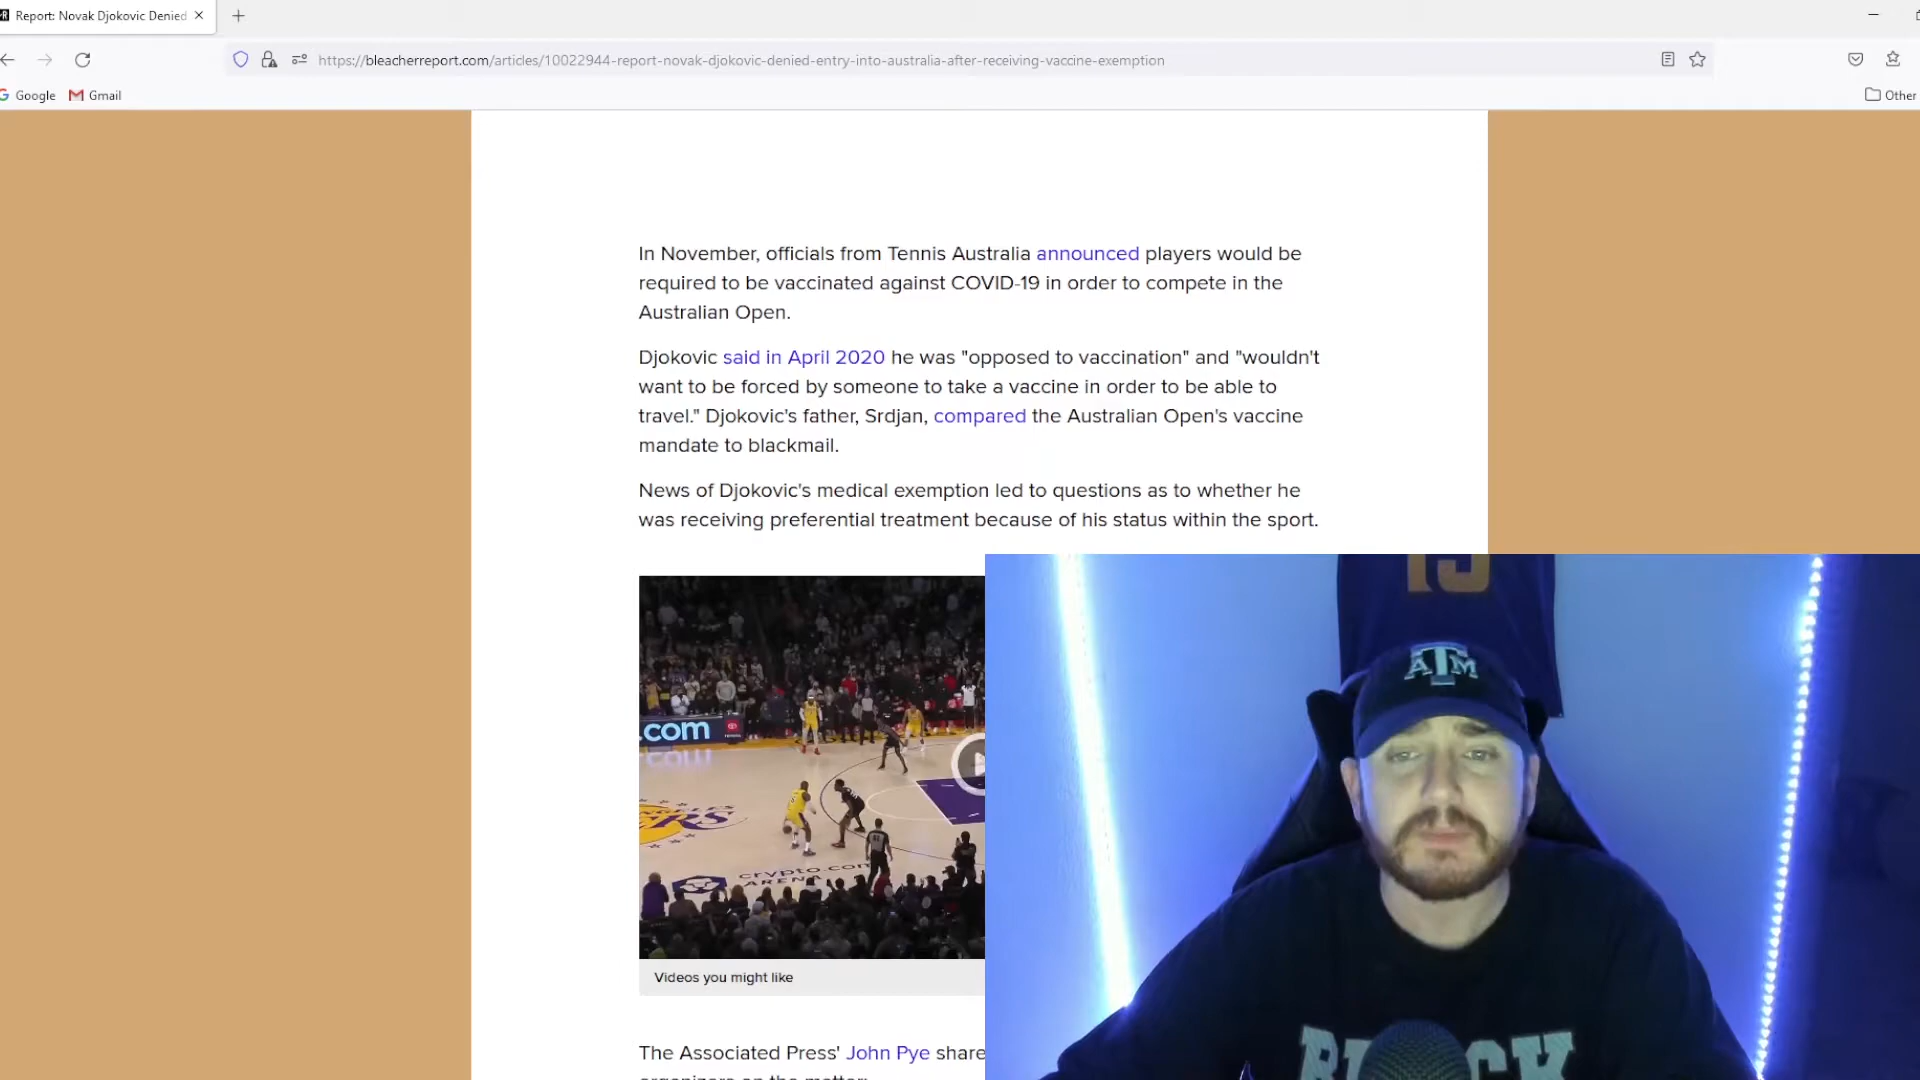 Report: Novak Djokovic Denied
https://bleacherreport.com/articles/10022944-report-novak-djokovic-denied-entry-into-australia-after-receiving-vaccine-exemption
Google
Gmail
Other
In November, officials from Tennis Australia announced players would be
required to be vaccinated against COVID-19 in order to compete in the
Australian Open.
Djokovic said in April 2020 he was "opposed to vaccination" and "wouldn't
want to be forced by someone to take a vaccine in order to be able to
travel." Djokovic's father, Srdjan, compared the Australian Open's vaccine
mandate to blackmail.
News of Djokovic's medical exemption led to questions as to whether he
was receiving preferential treatment because of his status within the sport.
15
ATM
.com
crypto.com
ARENA
Videos you might like
The Associated Press' John Pye share